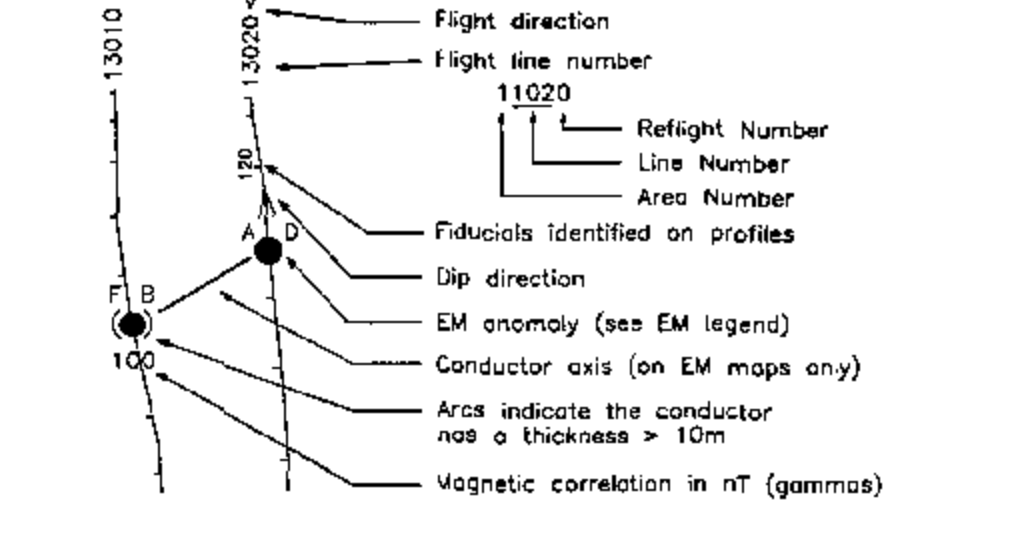 13010
13020
Flight direction
Flight line number
11020
Reflight Number
Line Number
Area Number
120
Fiducials identified on profiles
A D
Dip direction
F B
EM anomaly (see EM legend)
100
Conductor axis (on EM maps only)
Arcs indicate the conductor
has a thickness > 10m
Magnetic correlation in nT (gammas)